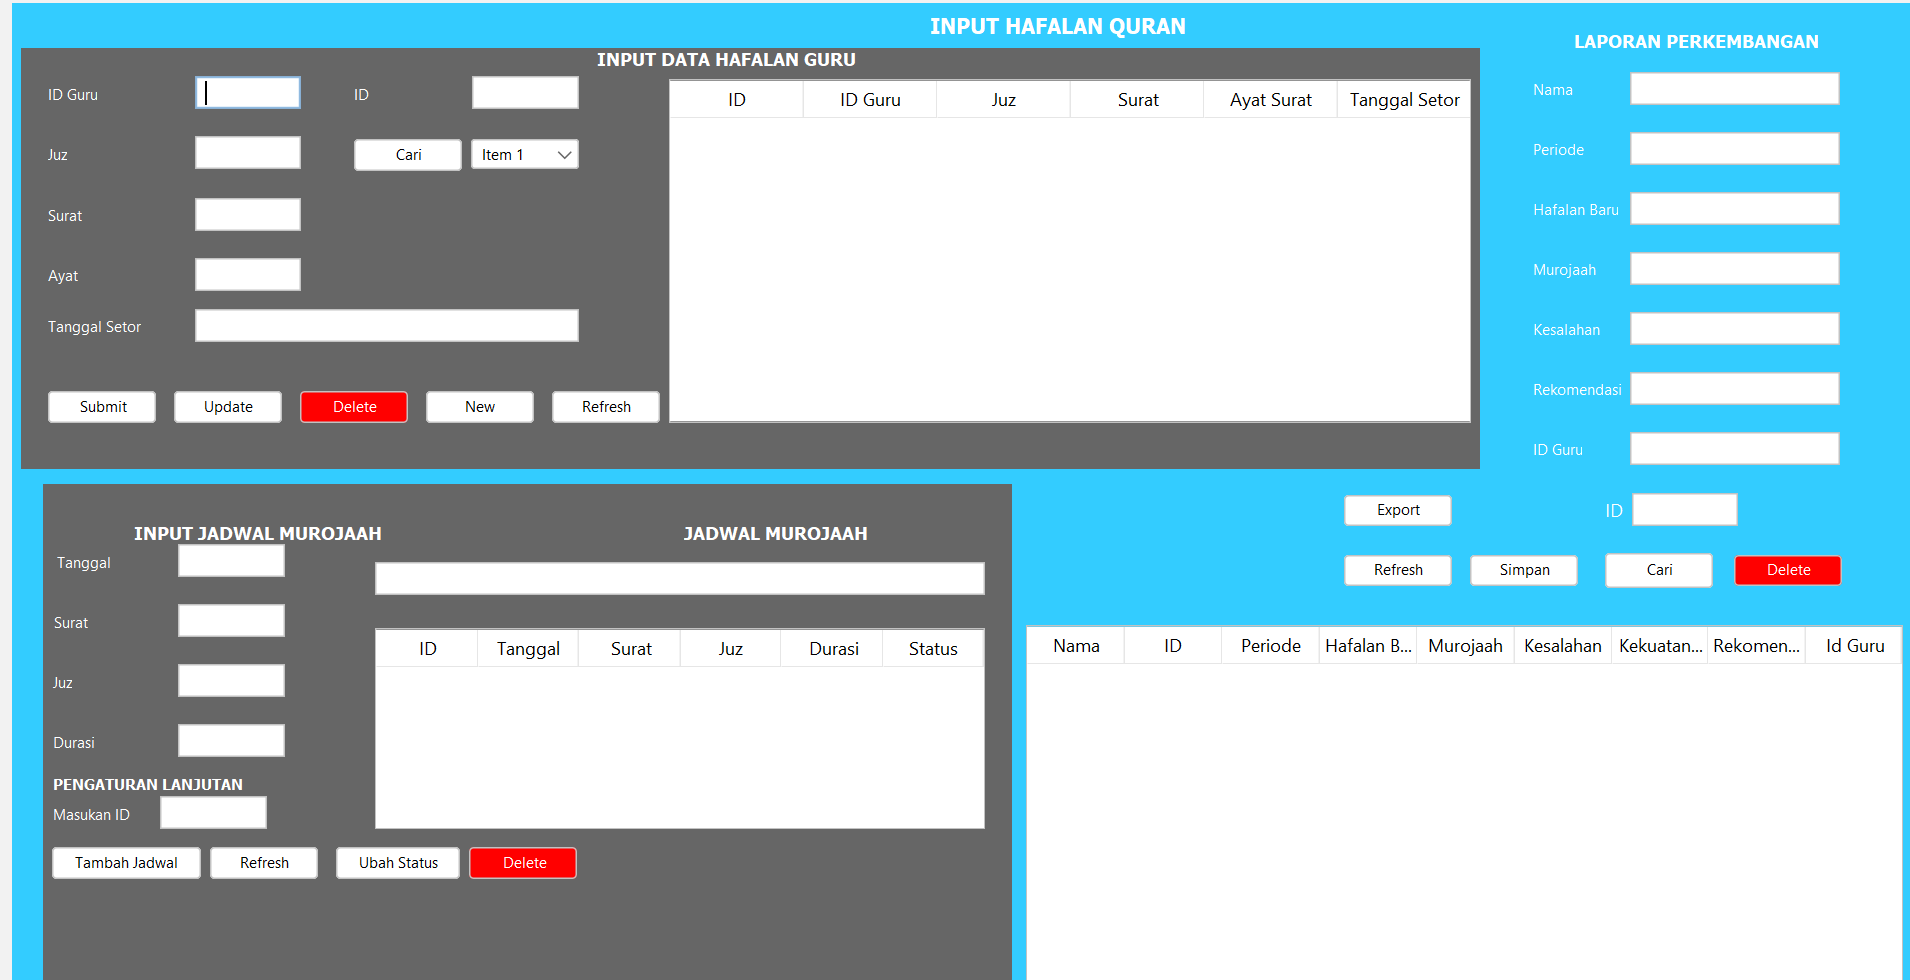 INPUT HAFALAN QURAN
INPUT DATA HAFALAN GURU
ID Guru
ID
Juz
Cari
Item 1
Surat
Ayat
Tanggal Setor
Submit
Update
Delete
New
Refresh
ID
ID Guru
Juz
Surat
Ayat Surat
Tanggal Setor
LAPORAN PERKEMBANGAN
Nama
Periode
Hafalan Baru
Murojaah
Kesalahan
Rekomendasi
ID Guru
Export
ID
Refresh
Simpan
Cari
Delete
INPUT JADWAL MUROJAAH
Tanggal
Surat
Juz
Durasi
PENGATURAN LANJUTAN
Masukan ID
Tambah Jadwal
Refresh
Ubah Status
Delete
JADWAL MUROJAAH
ID
Tanggal
Surat
Juz
Durasi
Status
Nama
ID
Periode
Hafalan B...
Murojaah
Kesalahan
Kekuatan...
Rekomen...
Id Guru